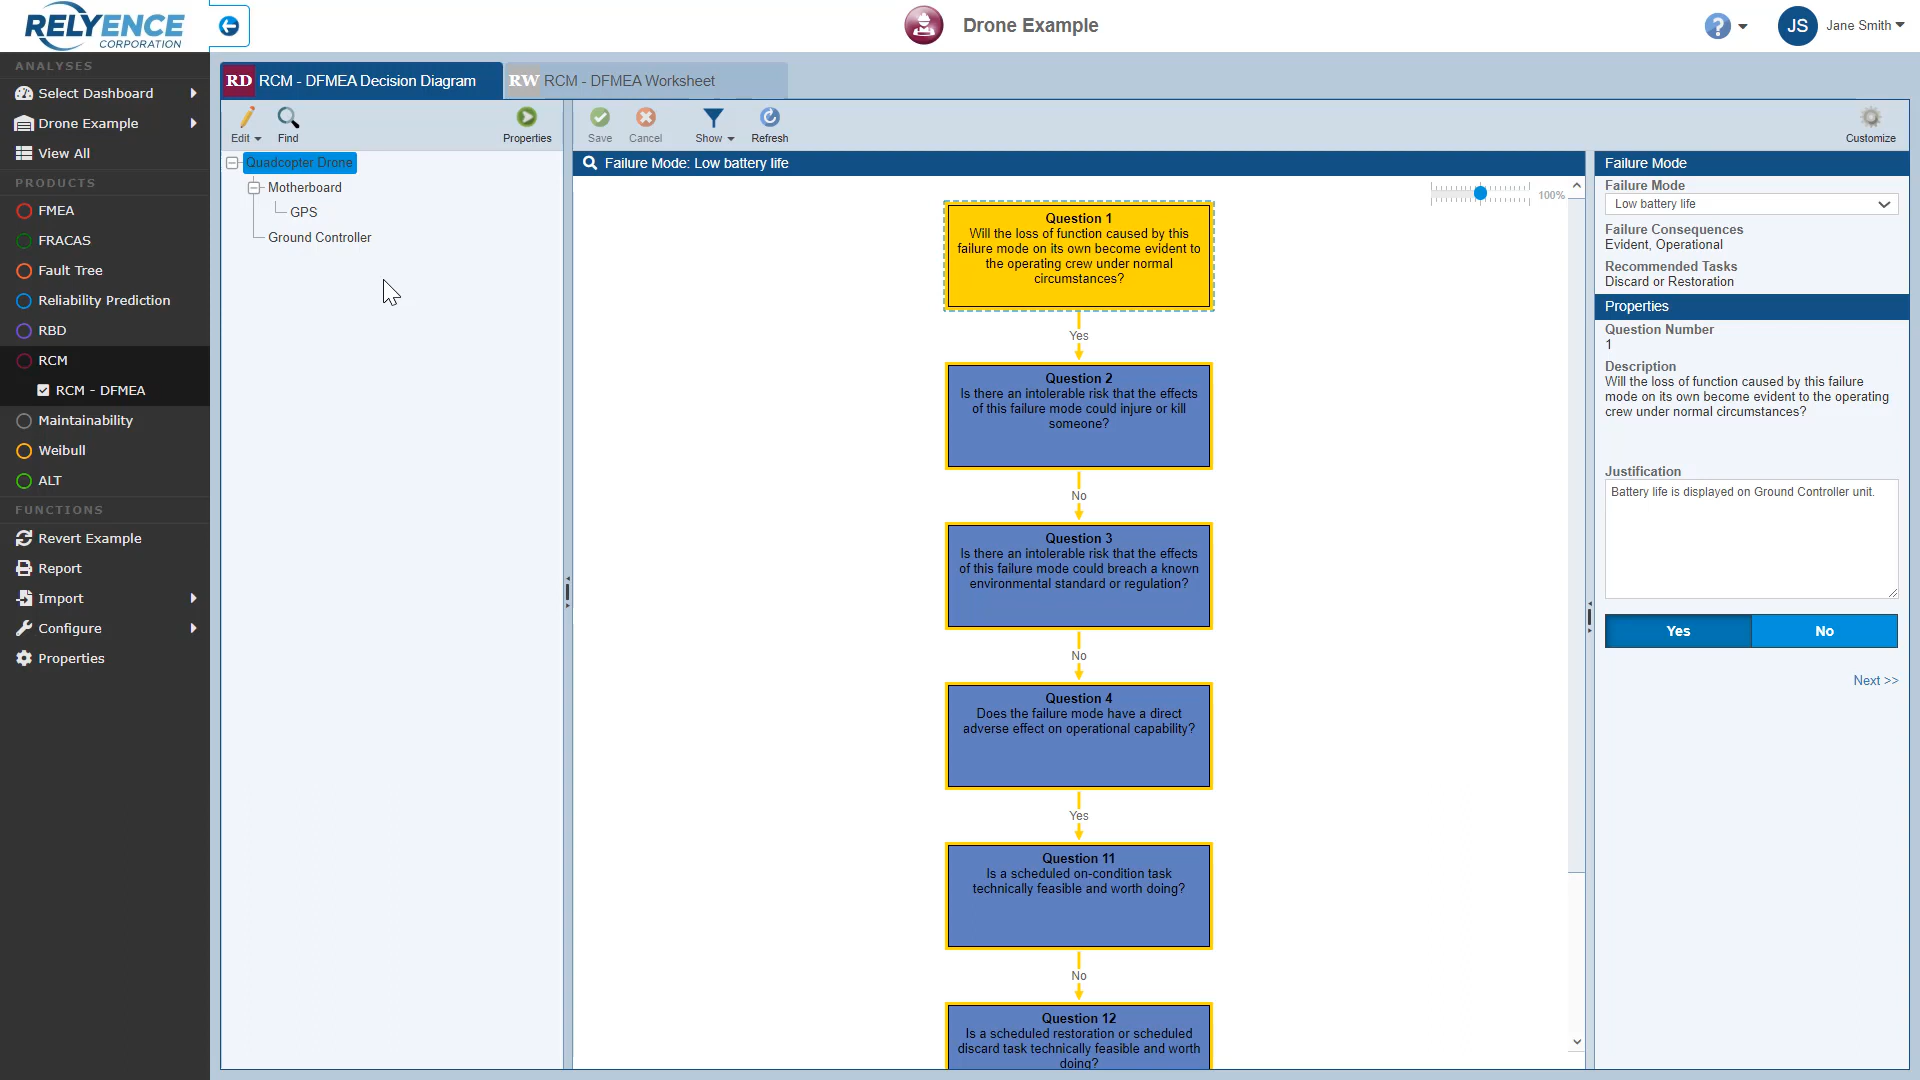 RELYENCE
CORPORATION
Drone Example
?
JS
Jane Smith
ANALYSES
Select Dashboard
Drone Example
View All
PRODUCTS
FMEA
FRACAS
Fault Tree
Reliability Prediction
RBD
RCM
RCM - DFMEA
Maintainability
Weibull
ALT
FUNCTIONS
Revert Example
Report
Import
Configure
Properties
RD RCM - DFMEA Decision Diagram
RW RCM - DFMEA Worksheet
Edit
Find
Properties
Save
Cancel
Show
Refresh
Customize
Quadcopter Drone
Motherboard
GPS
Ground Controller
Failure Mode: Low battery life
100%
Question 1
Will the loss of function caused by this
failure mode on its own become evident to
the operating crew under normal
circumstances?
Yes
Question 2
Is there an intolerable risk that the effects
of this failure mode could injure or kill
someone?
No
Question 3
Is there an intolerable risk that the effects
of this failure mode could breach a known
environmental standard or regulation?
No
Question 4
Does the failure mode have a direct
adverse effect on operational capability?
Yes
Question 11
Is a scheduled on-condition task
technically feasible and worth doing?
No
Question 12
Is a scheduled restoration or scheduled
discard task technically feasible and worth
doing?
Failure Mode
Failure Mode
Low battery life
Failure Consequences
Evident, Operational
Recommended Tasks
Discard or Restoration
Properties
Question Number
1
Description
Will the loss of function caused by this failure
mode on its own become evident to the operating
crew under normal circumstances?
Justification
Battery life is displayed on Ground Controller unit.
Yes
No
Next >>